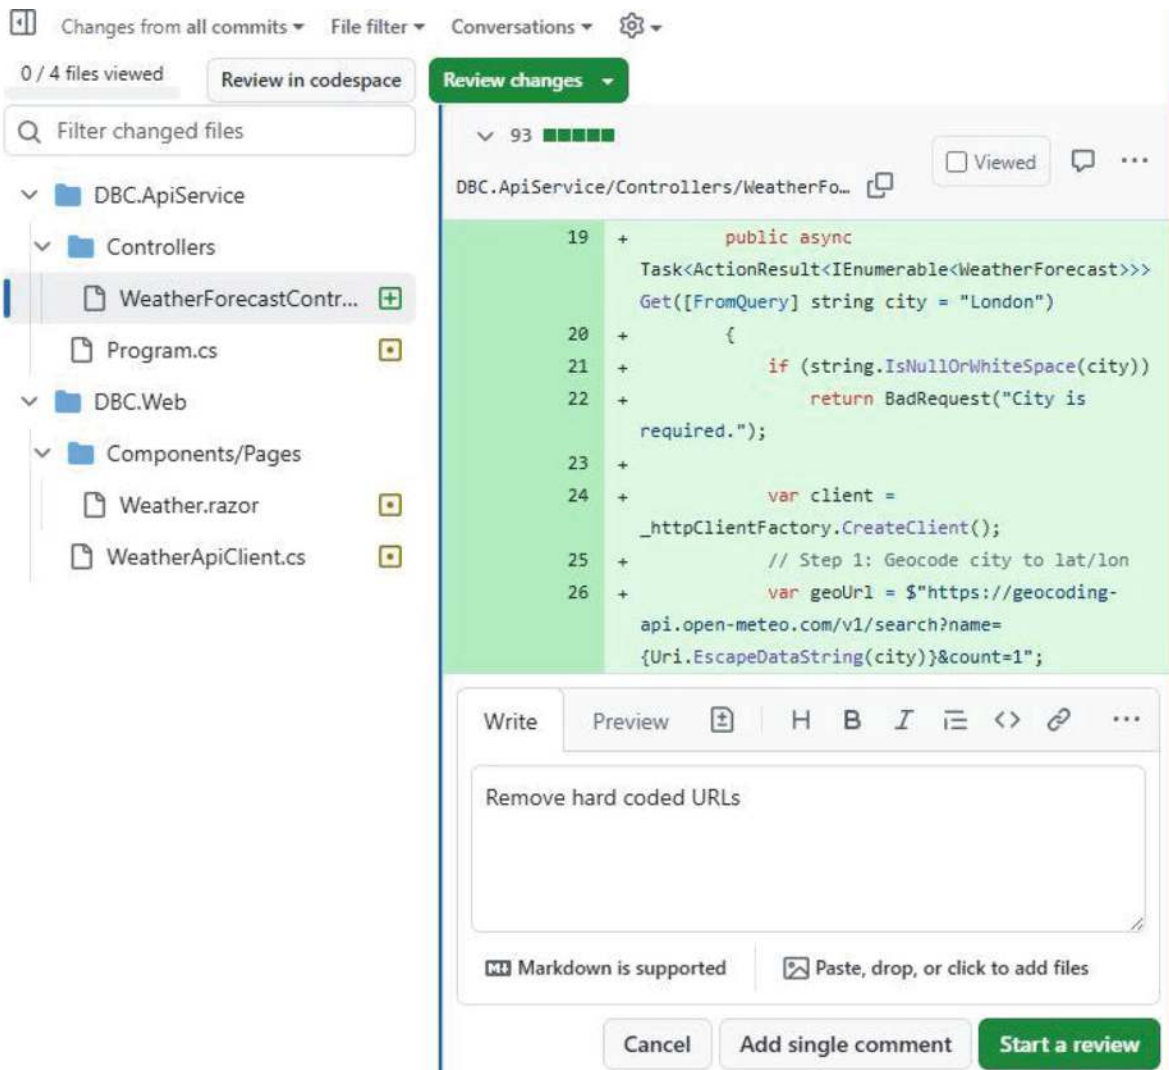 Changes from all commits File filter Conversations
0 / 4 files viewed Review in codespace Review changes
Filter changed files
DBC.ApiService
Controllers
WeatherForecastContr...
Program.cs
DBC.Web
Components/Pages
Weather.razor
WeatherApiClient.cs
93
DBC.ApiService/Controllers/WeatherFo… Viewed
19 + public async
Task<ActionResult<IEnumerable<WeatherForecast>>>
Get([FromQuery] string city = "London")
20 + {
21 + if (string.IsNullOrWhiteSpace(city))
22 + return BadRequest("City is
required.");
23 +
24 + var client =
_httpClientFactory.CreateClient();
25 + // Step 1: Geocode city to lat/lon
26 + var geoUrl = $"https://geocoding-
api.open-meteo.com/v1/search?name=
{Uri.EscapeDataString(city)}&count=1";
Write Preview H B I
Remove hard coded URLs
Markdown is supported Paste, drop, or click to add files
Cancel Add single comment Start a review